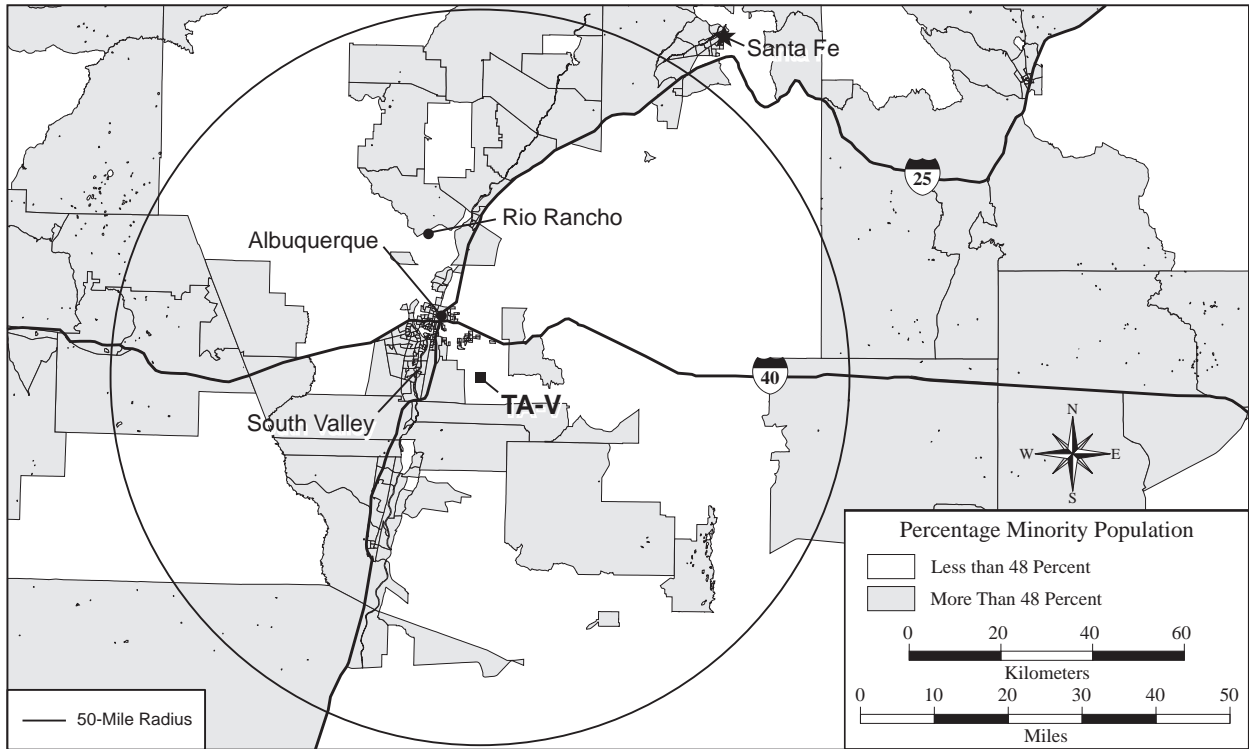 Santa Fe
25
Rio Rancho
Albuquerque
40
TA-V
South Valley
N
W E
S
Percentage Minority Population
Less than 48 Percent
More Than 48 Percent
0 20 40 60
Kilometers
0 10 20 30 40 50
Miles
50-Mile Radius